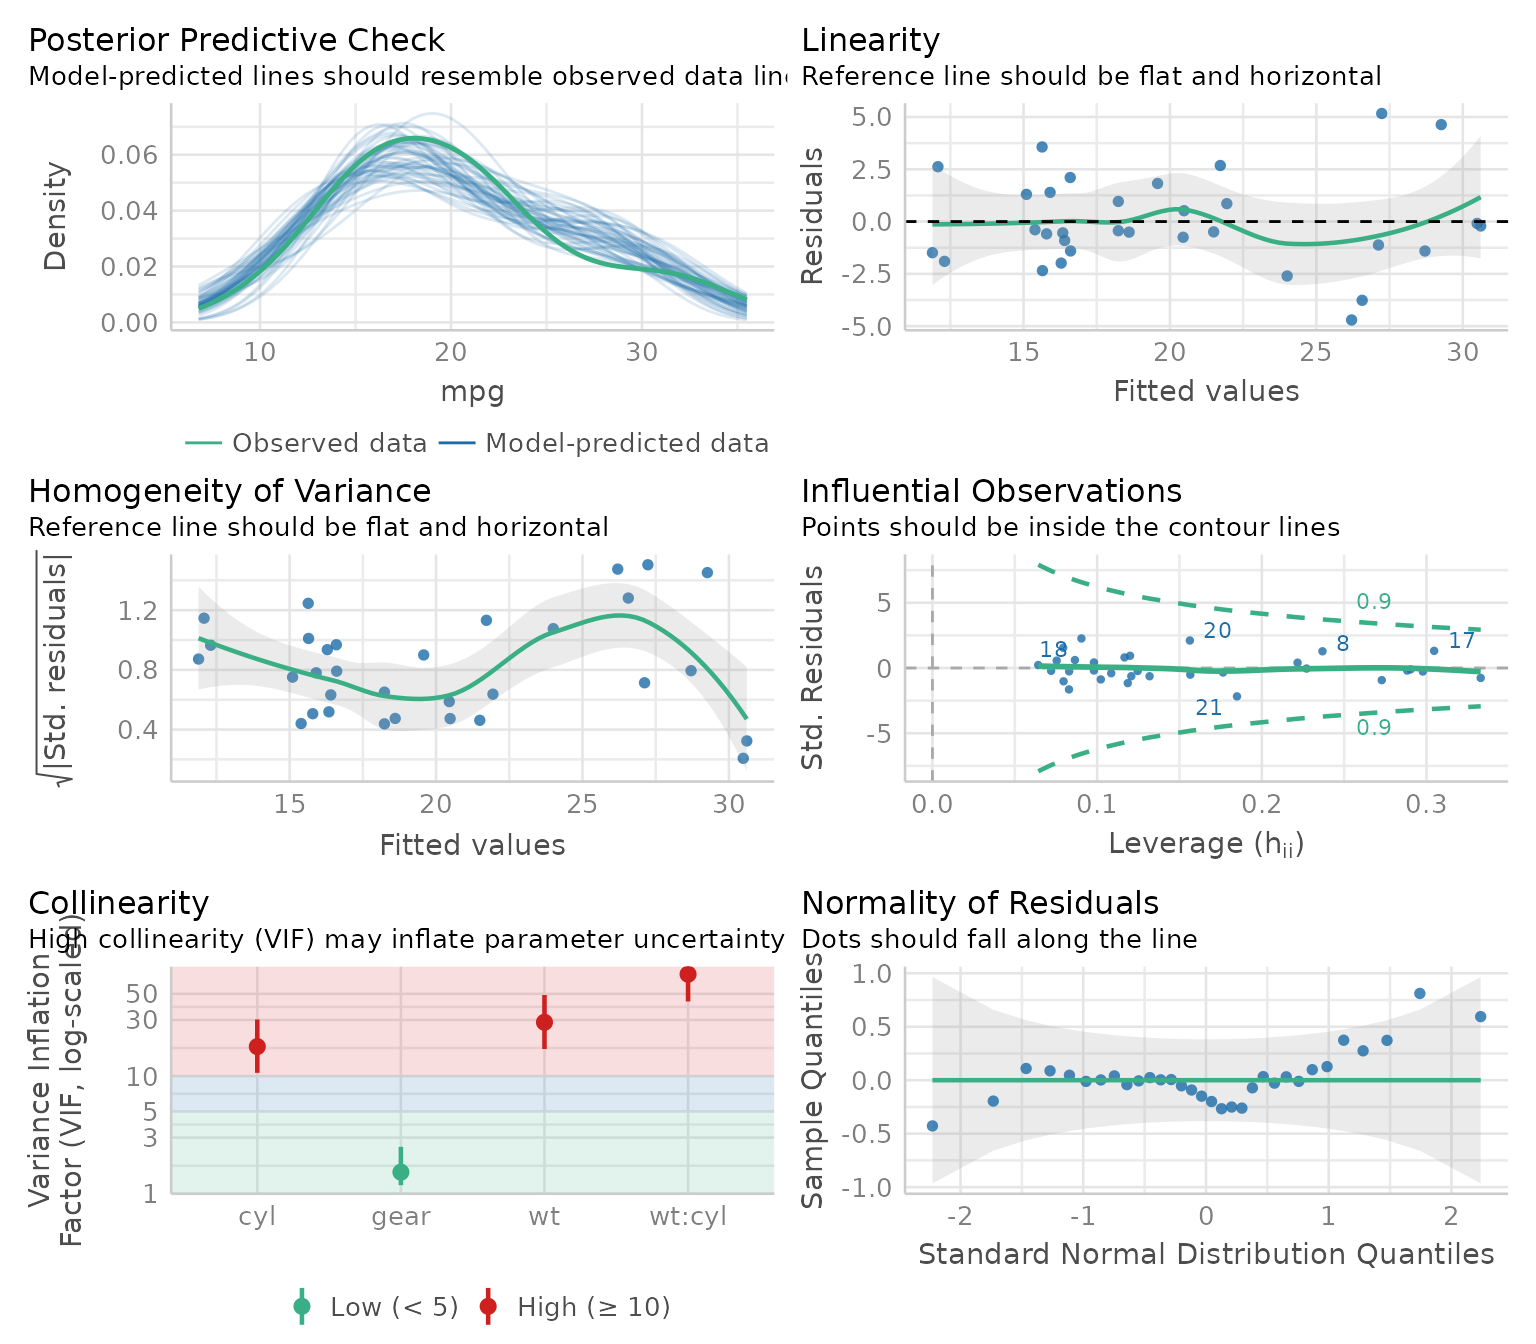 Posterior Predictive Check
Model-predicted lines should resemble observed data
Density
0.06
0.04
0.02
0.00
10
20
30
mpg
Observed data
Model-predicted data
Linearity
Reference line should be flat and horizontal
Residuals
5.0
2.5
0.0
-2.5
-5.0
15
20
25
30
Fitted values
Homogeneity of Variance
Reference line should be flat and horizontal
√|Std. residuals|
1.2
0.8
0.4
15
20
25
30
Fitted values
Influential Observations
Points should be inside the contour lines
Std. Residuals
5
0
-5
0.9
20
17
8
18
21
0.9
0.0
0.1
0.2
0.3
Leverage (hii)
Collinearity
High collinearity (VIF) may inflate parameter uncertainty
Variance Inflation
Factor (VIF, log-scaled)
50
30
10
5
3
1
cyl
gear
wt
wt:cyl
Low (< 5)
High (≥ 10)
Normality of Residuals
Dots should fall along the line
Sample Quantiles
1.0
0.5
0.0
-0.5
-1.0
-2
-1
0
1
2
Standard Normal Distribution Quantiles